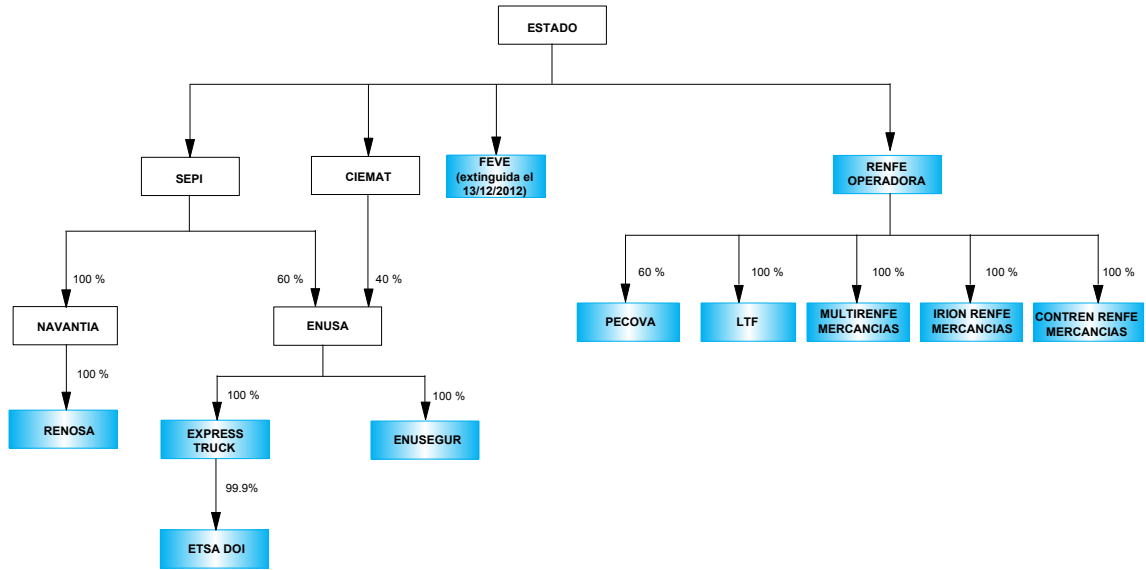 ESTADO
SEPI
CIEMAT
FEVE
(extinguida el
13/12/2012)
RENFE
OPERADORA
100 %
60 %
40 %
60 %
100 %
100 %
100 %
100 %
NAVANTIA
ENUSA
PECOVA
LTF
MULTIRENFE
MERCANCIAS
IRION RENFE
MERCANCIAS
CONTREN RENFE
MERCANCIAS
100 %
100 %
100 %
RENOSA
EXPRESS
TRUCK
ENUSEGUR
99.9%
ETSA DOI